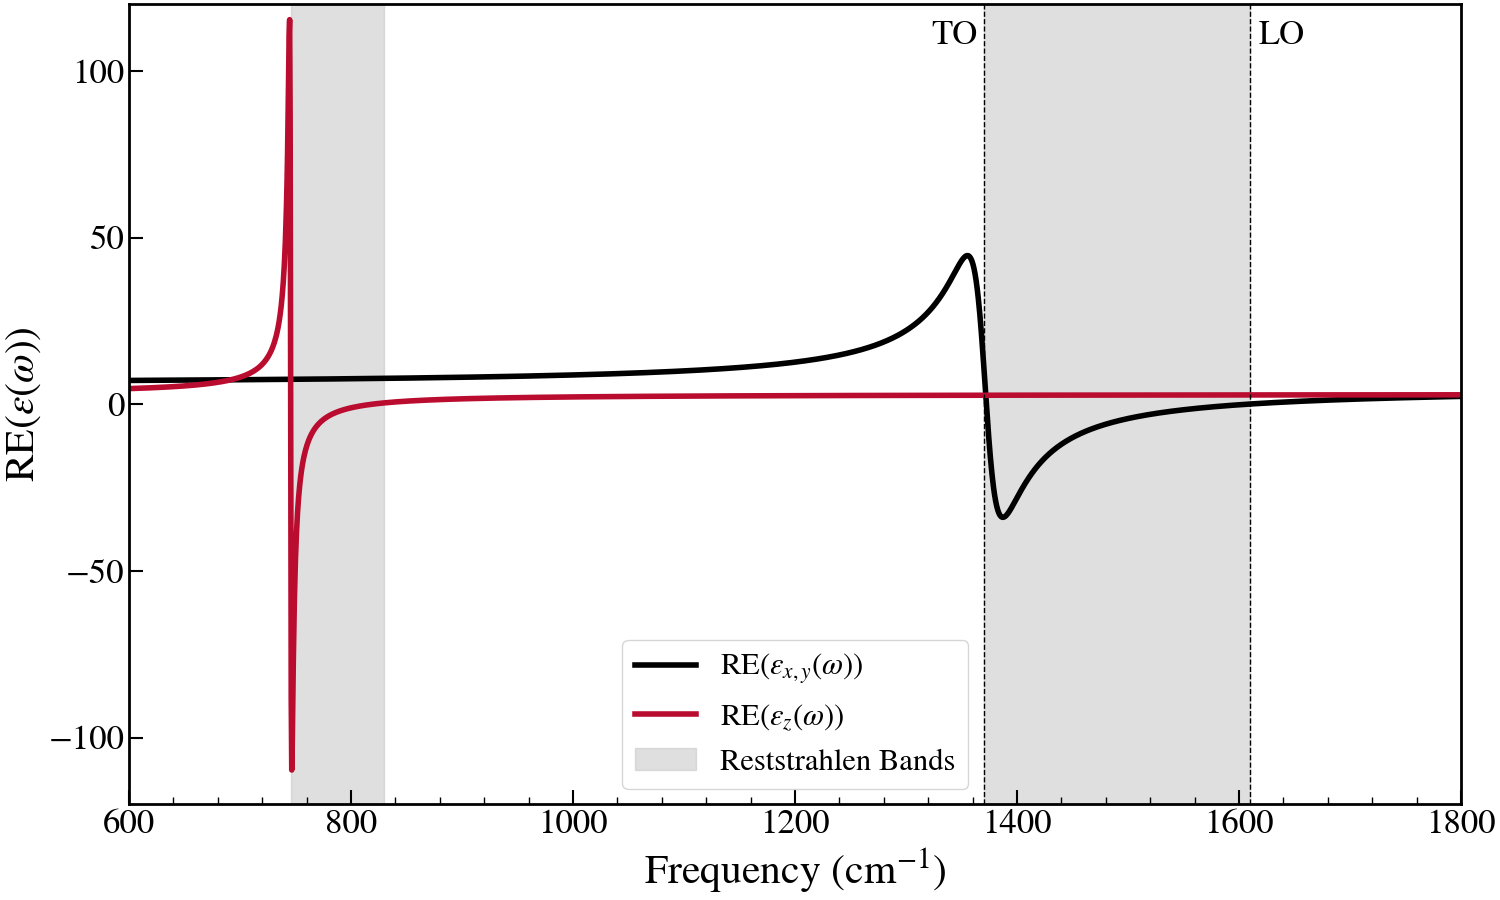 TO
LO
100
50
0
−50
−100
RE(ε(ω))
RE(εx, y(ω))
RE(εz(ω))
Reststrahlen Bands
600 800 1000 1200 1400 1600 1800
Frequency (cm⁻¹)